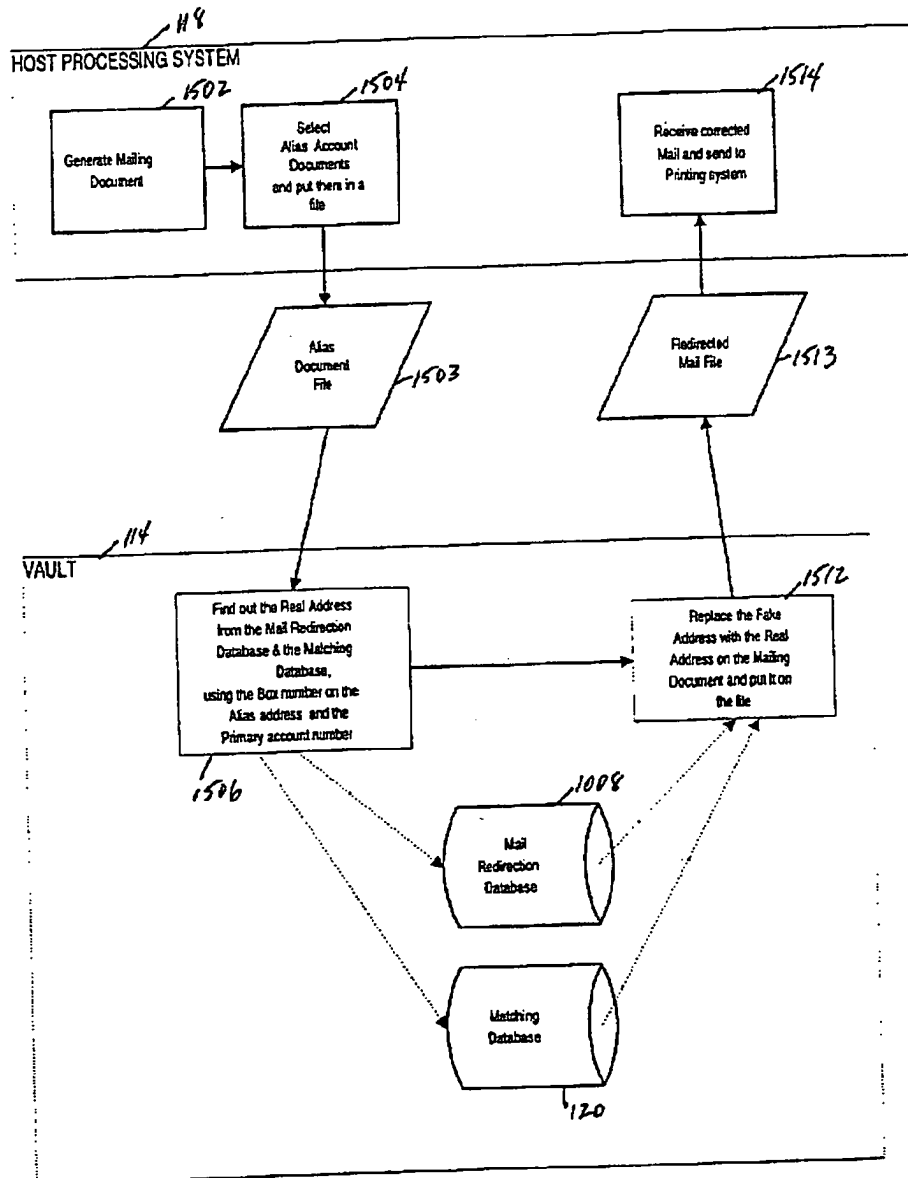 118
HOST PROCESSING SYSTEM
1502
Generate Mailing
Document
1504
Select
Alias Account
Documents
and put them in a
file
1514
Receive corrected
Mail and send to
Printing system
Alias
Document
File
1503
Redirected
Mail File
1513
114
VAULT
Find out the Real Address
from the Mail Redirection
Database & the Matching
Database,
using the Box number on the
Alias address and the
Primary account number
1506
1512
Replace the Fake
Address with the Real
Address on the Mailing
Document and put it on
the file
1008
Mail
Redirection
Database
Matching
Database
120